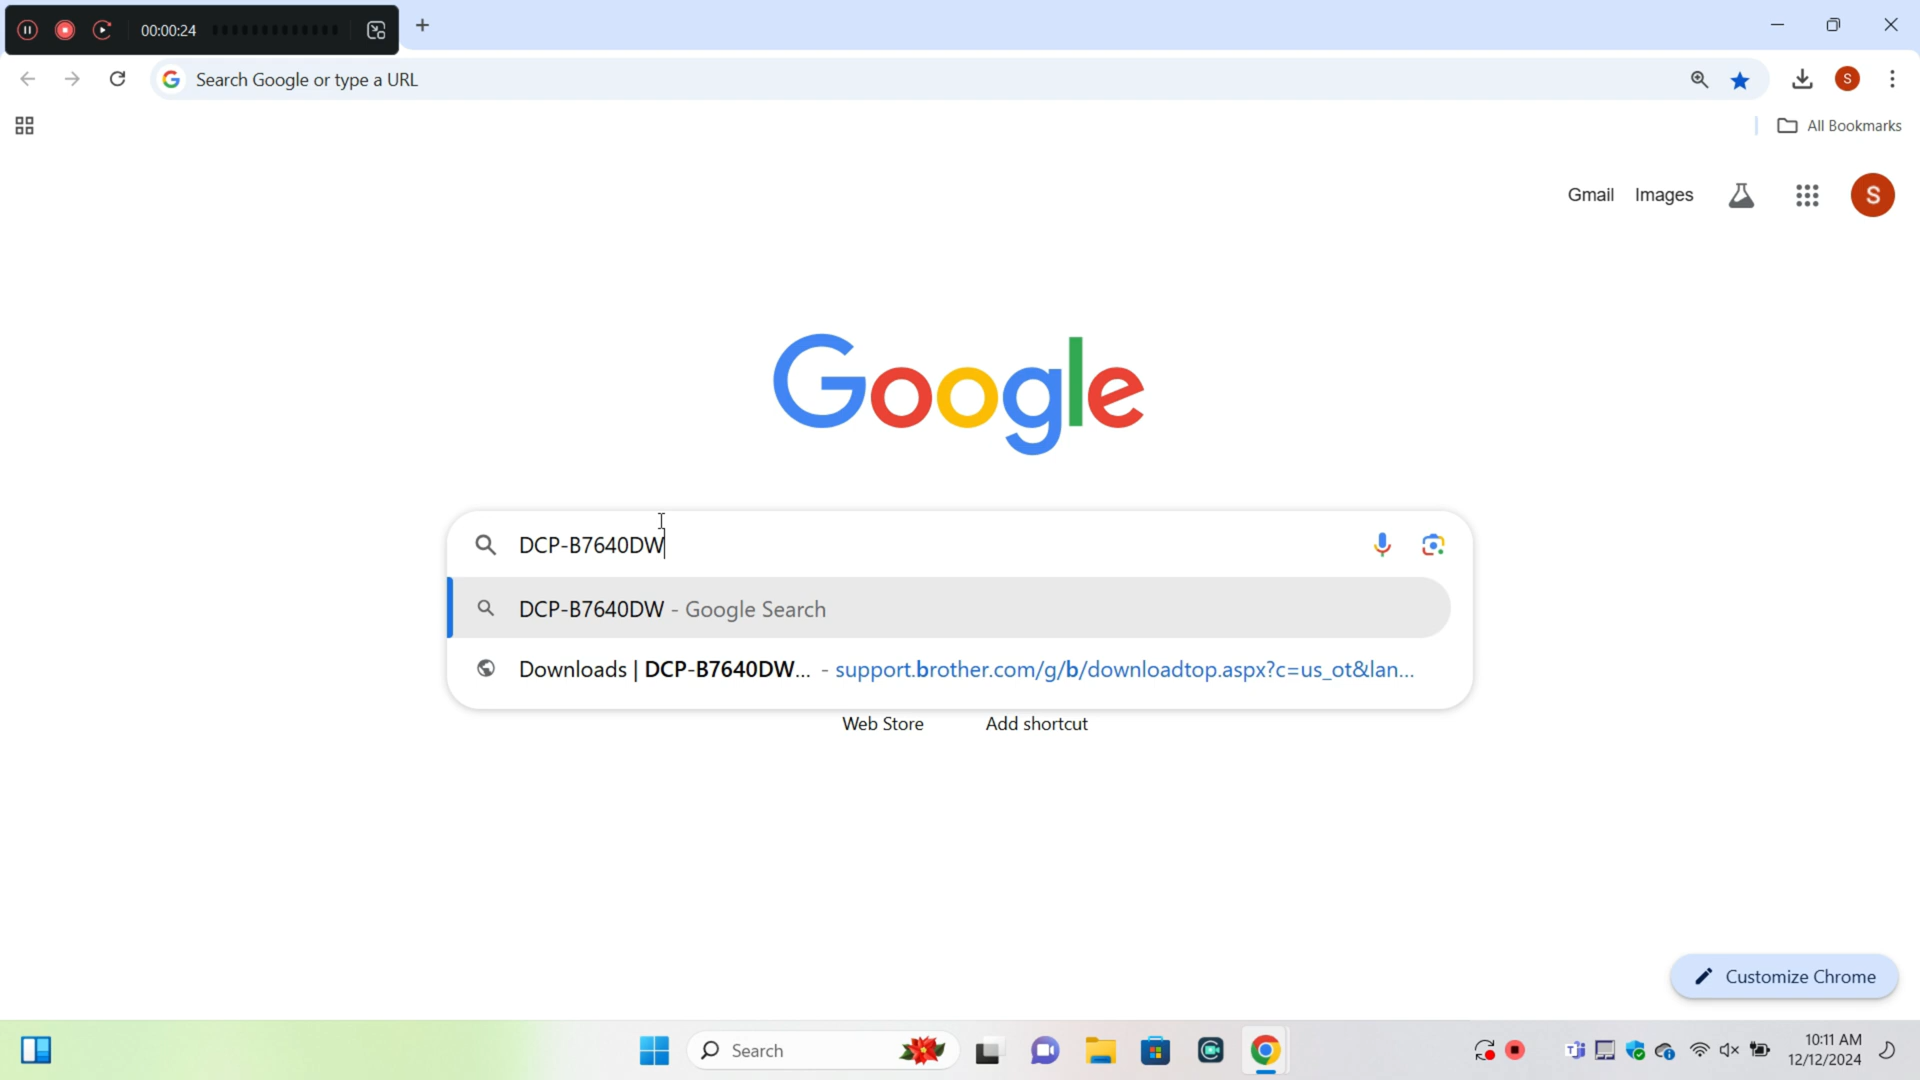 00:00:24
Search Google or type a URL
All Bookmarks
Gmail Images S
Google
DCP-B7640DW
DCP-B7640DW - Google Search
Downloads | DCP-B7640DW... - support.brother.com/g/b/downloadtop.aspx?c=us_ot&lan...
Web Store Add shortcut
Customize Chrome
Search
10:11 AM
12/12/2024